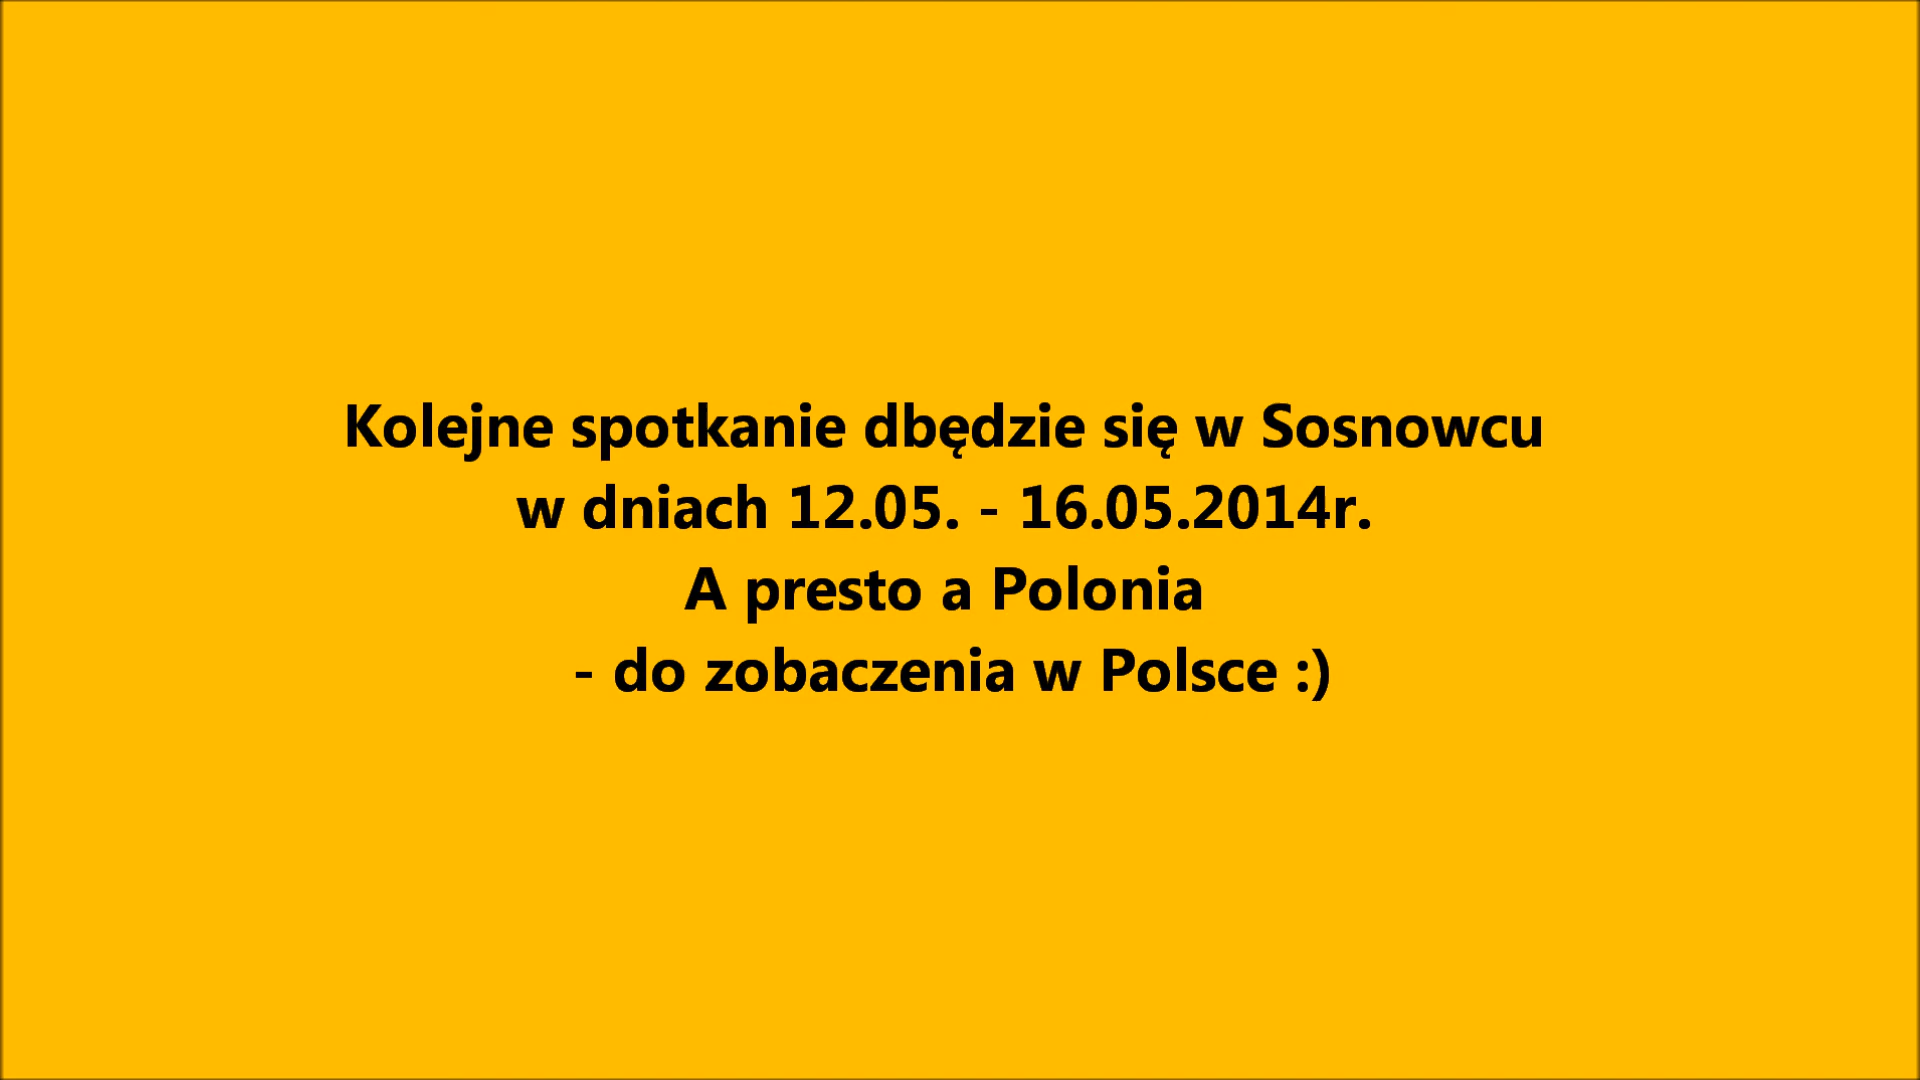 Kolejne spotkanie dbędzie się w Sosnowcu
w dniach 12.05. - 16.05.2014r.
A presto a Polonia
- do zobaczenia w Polsce :)